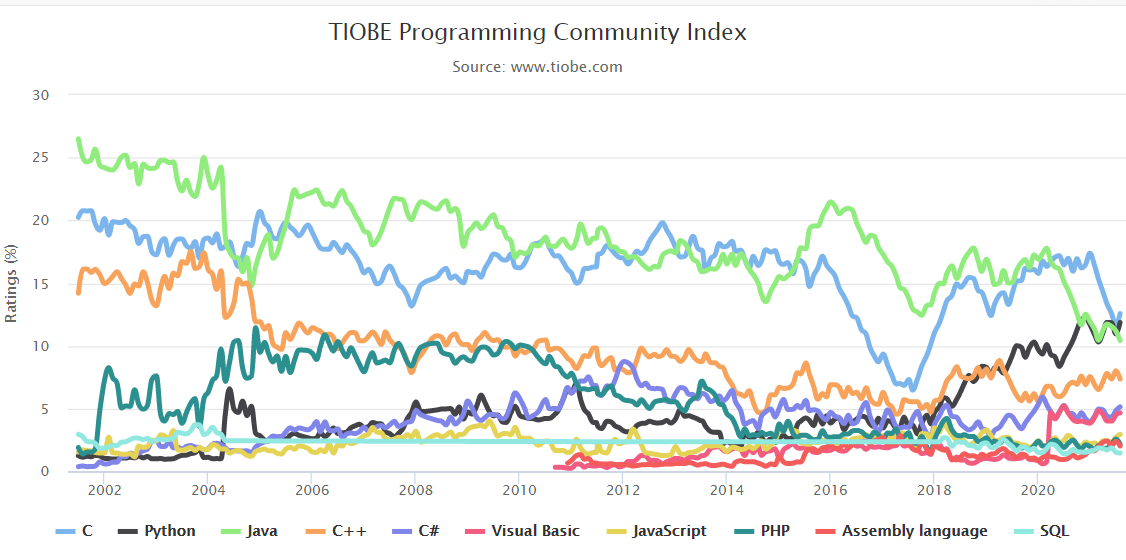 TIOBE Programming Community Index
Source: www.tiobe.com
Ratings (%)
30
25
20
15
10
5
0
2002 2004 2006 2008 2010 2012 2014 2016 2018 2020
C Python Java C++ C# Visual Basic JavaScript PHP Assembly language SQL